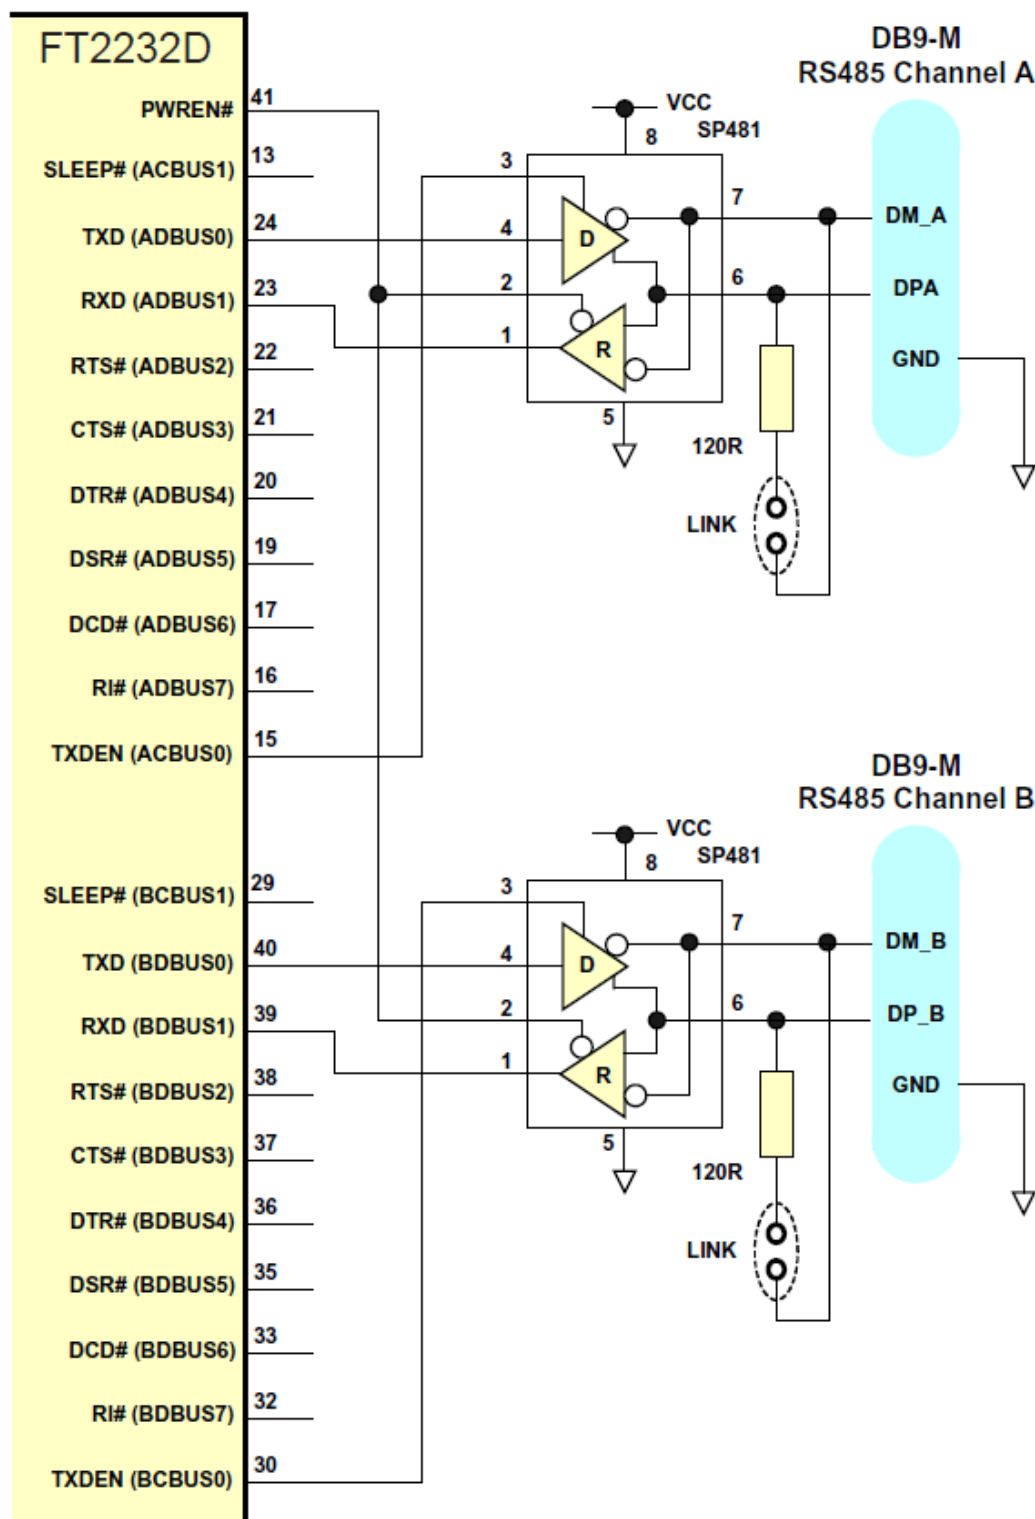 FT2232D
DB9-M
RS485 Channel A
PWREN# 41
SLEEP# (ACBUS1) 13
TXD (ADBUS0) 24
RXD (ADBUS1) 23
RTS# (ADBUS2) 22
CTS# (ADBUS3) 21
DTR# (ADBUS4) 20
DSR# (ADBUS5) 19
DCD# (ADBUS6) 17
RI# (ADBUS7) 16
TXDEN (ACBUS0) 15
VCC
SP481
8
3
4
2
1
D
R
7
6
5
DM_A
DPA
GND
120R
LINK
DB9-M
RS485 Channel B
SLEEP# (BCBUS1) 29
TXD (BDBUS0) 40
RXD (BDBUS1) 39
RTS# (BDBUS2) 38
CTS# (BDBUS3) 37
DTR# (BDBUS4) 36
DSR# (BDBUS5) 35
DCD# (BDBUS6) 33
RI# (BDBUS7) 32
TXDEN (BCBUS0) 30
VCC
SP481
8
3
4
2
1
D
R
7
6
5
DM_B
DP_B
GND
120R
LINK